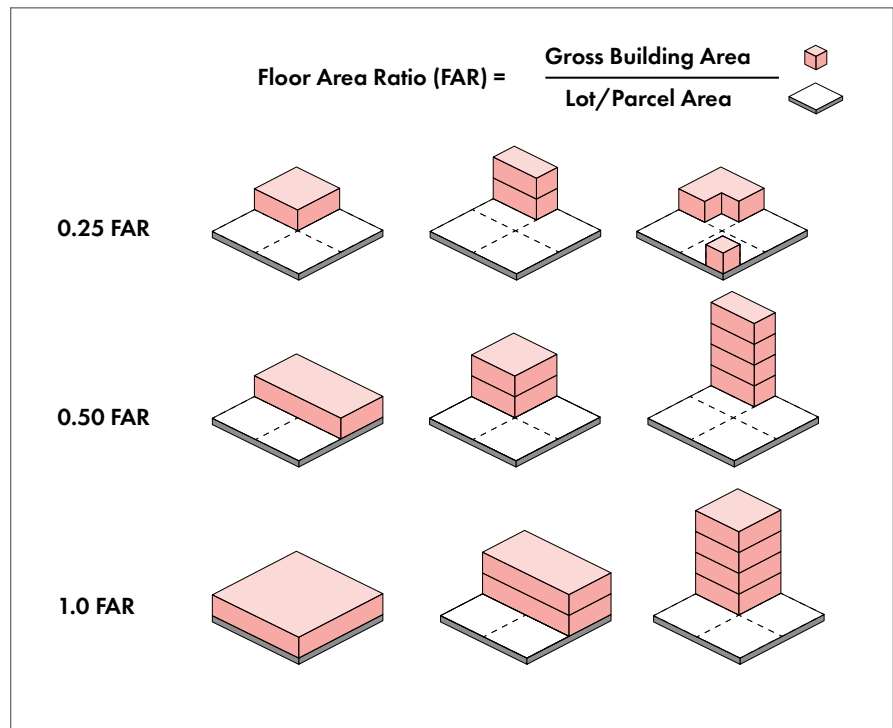 Floor Area Ratio (FAR) =
Gross Building Area
Lot/Parcel Area
0.25 FAR
0.50 FAR
1.0 FAR